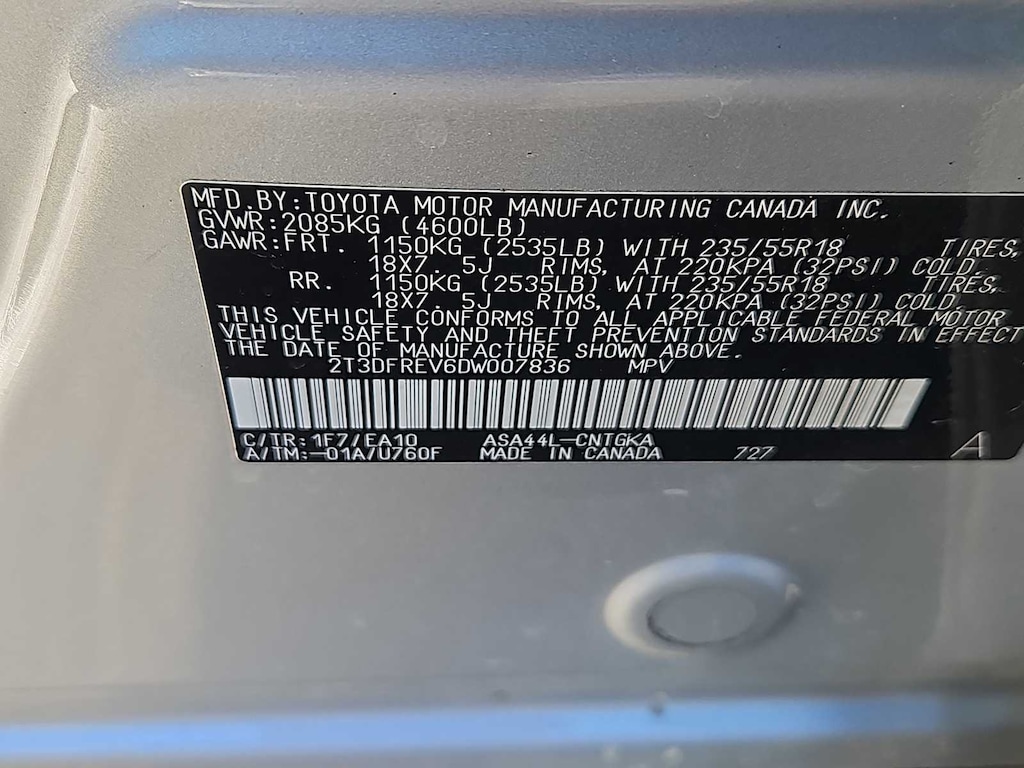 MFD.BY:TOYOTA MOTOR MANUFACTURING CANADA INC.
GVWR:2085KG (4600LB)
GAWR:FRT. 1150KG (2535LB) WITH 235/55R18 TIRES,
18X7. 5J RIMS, AT 220KPA (32PSI) COLD.
RR. 1150KG (2535LB) WITH 235/55R18 TIRES,
18X7. 5J RIMS, AT 220KPA (32PSI) COLD.
THIS VEHICLE CONFORMS TO ALL APPLICABLE FEDERAL MOTOR
VEHICLE SAFETY AND THEFT PREVENTION STANDARDS IN EFFECT
THE DATE OF MANUFACTURE SHOWN ABOVE.
2T3DFREV6DW007836 MPV
C/TR:1F7/EA10 ASA44L-CNTGKA
A/TM:-01A/U760F MADE IN CANADA 727 A